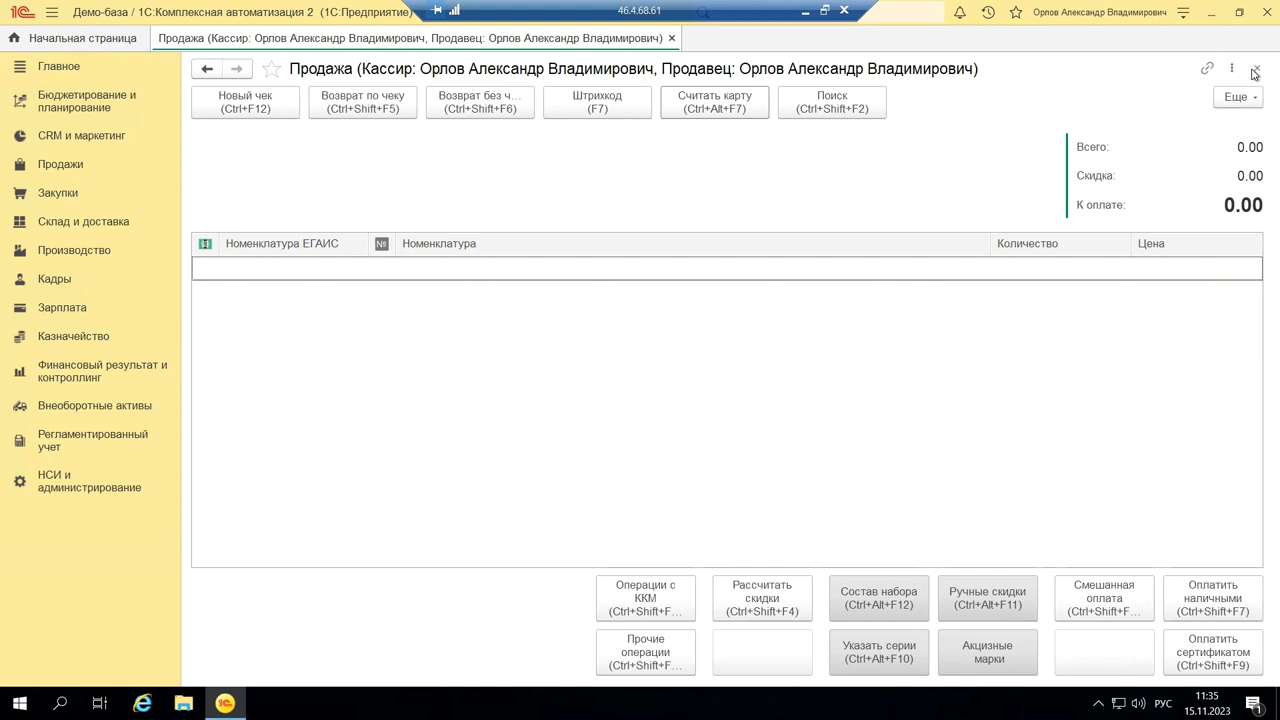 Демо-база / 1С:Комплексная автоматизация 2 (1С:Предприятие)
46.4.68.61
Орлов Александр Владимирович
Начальная страница
Продажа (Кассир: Орлов Александр Владимирович, Продавец: Орлов Александр Владимирович) ×
Главное
Бюджетирование и
планирование
CRM и маркетинг
Продажи
Закупки
Склад и доставка
Производство
Кадры
Зарплата
Казначейство
Финансовый результат и
контроллинг
Внеоборотные активы
Регламентированный
учет
НСИ и
администрирование
Продажа (Кассир: Орлов Александр Владимирович, Продавец: Орлов Александр Владимирович)
Новый чек
(Ctrl+F12)
Возврат по чеку
(Ctrl+Shift+F5)
Возврат без ч...
(Ctrl+Shift+F6)
Штрихкод
(F7)
Считать карту
(Ctrl+Alt+F7)
Поиск
(Ctrl+Shift+F2)
Еще
Всего: 0.00
Скидка: 0.00
К оплате: 0.00
Номенклатура ЕГАИС № Номенклатура Количество Цена
Операции с
ККМ
(Ctrl+Shift+F...
Рассчитать
скидки
(Ctrl+Shift+F4)
Состав набора
(Ctrl+Alt+F12)
Ручные скидки
(Ctrl+Alt+F11)
Смешанная
оплата
(Ctrl+Shift+F...
Оплатить
наличными
(Ctrl+Shift+F7)
Прочие
операции
(Ctrl+Shift+F...
Указать серии
(Ctrl+Alt+F10)
Акцизные
марки
Оплатить
сертификатом
(Ctrl+Shift+F9)
РУС
11:35
15.11.2023
1